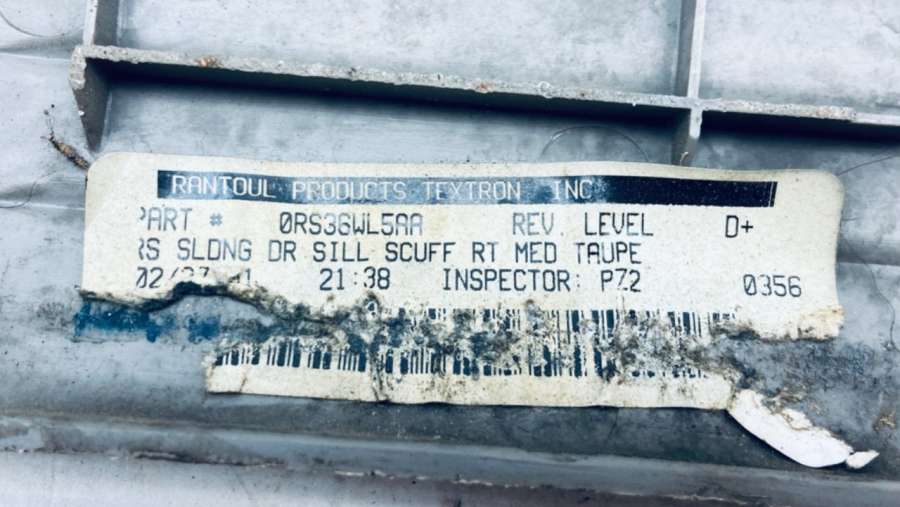 RANTOUL PRODUCTS TEXTRON INC
PART # 0RS36WL5AA REV. LEVEL D+
RS SLDNG DR SILL SCUFF RT MED TAUPE
21:38 INSPECTOR: PZ2 0356